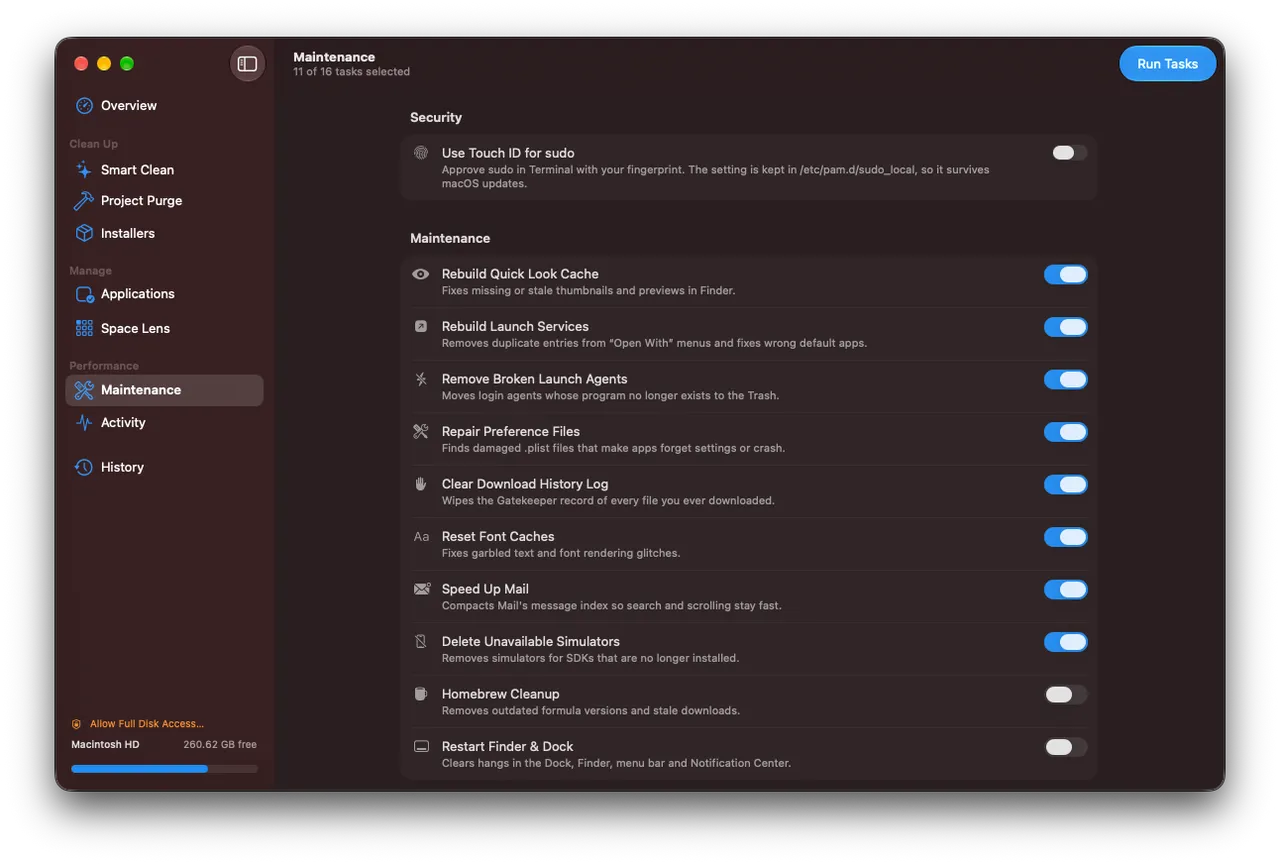 Maintenance
11 of 16 tasks selected
Run Tasks
Overview
Clean Up
Smart Clean
Project Purge
Installers
Manage
Applications
Space Lens
Performance
Maintenance
Activity
History
Allow Full Disk Access...
Macintosh HD 260.62 GB free
Security
Use Touch ID for sudo
Approve sudo in Terminal with your fingerprint. The setting is kept in /etc/pam.d/sudo_local, so it survives
macOS updates.
Maintenance
Rebuild Quick Look Cache
Fixes missing or stale thumbnails and previews in Finder.
Rebuild Launch Services
Removes duplicate entries from “Open With” menus and fixes wrong default apps.
Remove Broken Launch Agents
Moves login agents whose program no longer exists to the Trash.
Repair Preference Files
Finds damaged .plist files that make apps forget settings or crash.
Clear Download History Log
Wipes the Gatekeeper record of every file you ever downloaded.
Aa Reset Font Caches
Fixes garbled text and font rendering glitches.
Speed Up Mail
Compacts Mail's message index so search and scrolling stay fast.
Delete Unavailable Simulators
Removes simulators for SDKs that are no longer installed.
Homebrew Cleanup
Removes outdated formula versions and stale downloads.
Restart Finder & Dock
Clears hangs in the Dock, Finder, menu bar and Notification Center.